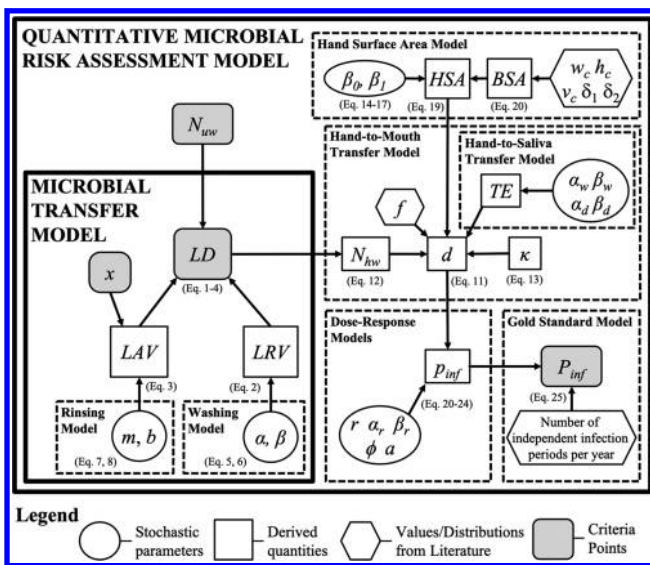 QUANTITATIVE MICROBIAL
RISK ASSESSMENT MODEL
Hand Surface Area Model
β0, β1
(Eq. 14-17)
HSA
(Eq. 19)
BSA
(Eq. 20)
wc hc
vc δ1 δ2
Nuw
Hand-to-Mouth
Transfer Model
Hand-to-Saliva
Transfer Model
TE
αw βw
αd βd
f
MICROBIAL
TRANSFER
MODEL
x
LD
(Eq. 1-4)
Nhw
(Eq. 12)
d
(Eq. 11)
κ
(Eq. 13)
LAV
(Eq. 3)
LRV
(Eq. 2)
Rinsing
Model
m, b
(Eq. 7, 8)
Washing
Model
α, β
(Eq. 5, 6)
Dose-Response
Models
pinf
(Eq. 20-24)
r αr βr
ϕ a
Gold Standard Model
Pinf
(Eq. 25)
Number of
independent infection
periods per year
Legend
Stochastic
parameters
Derived
quantities
Values/Distributions
from Literature
Criteria
Points